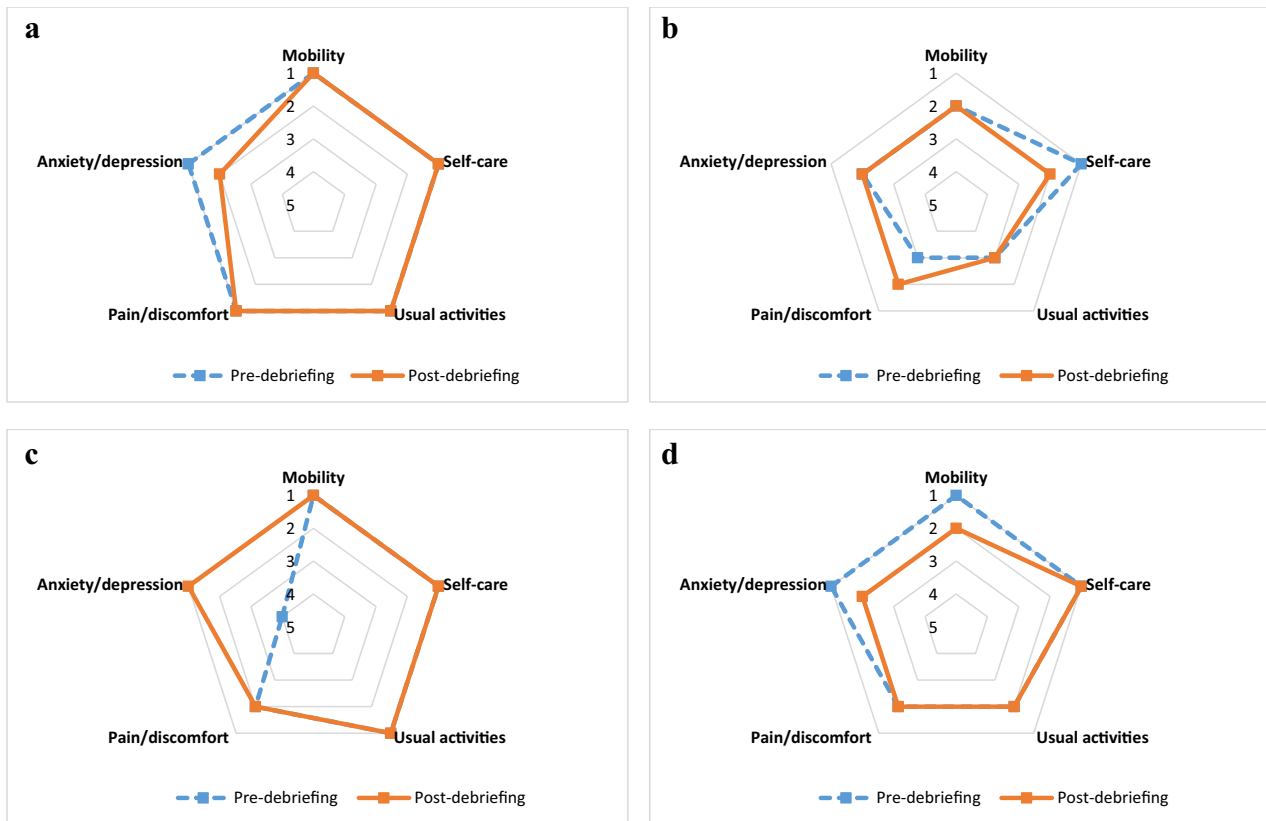 a
Mobility
1
2
3
4
5
Anxiety/depression
Self-care
Pain/discomfort
Usual activities
Pre-debriefing
Post-debriefing
b
Mobility
1
2
3
4
5
Anxiety/depression
Self-care
Pain/discomfort
Usual activities
Pre-debriefing
Post-debriefing
c
Mobility
1
2
3
4
5
Anxiety/depression
Self-care
Pain/discomfort
Usual activities
Pre-debriefing
Post-debriefing
d
Mobility
1
2
3
4
5
Anxiety/depression
Self-care
Pain/discomfort
Usual activities
Pre-debriefing
Post-debriefing